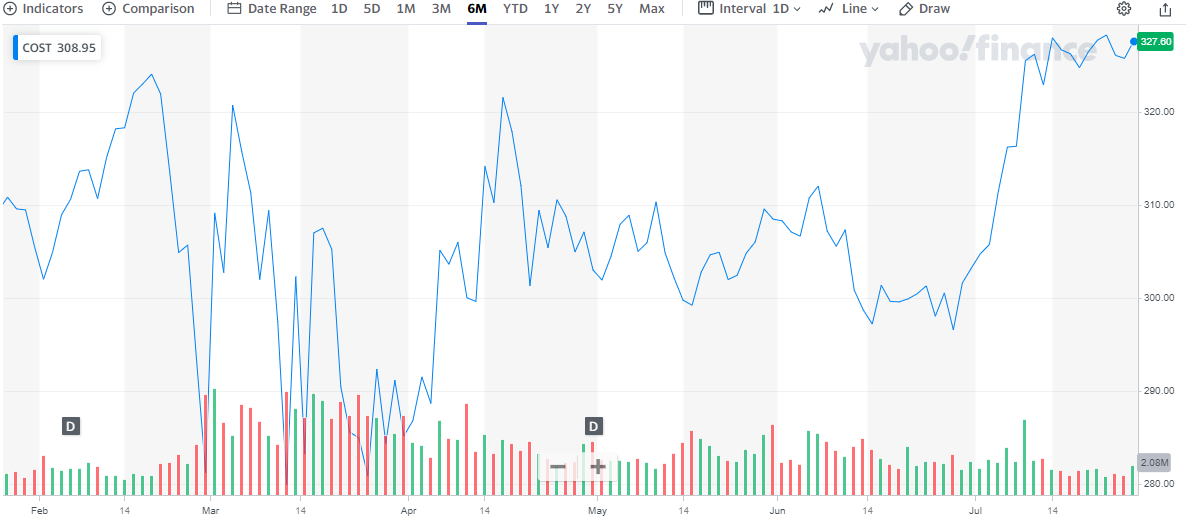 Indicators Comparison Date Range 1D 5D 1M 3M 6M YTD 1Y 2Y 5Y Max Interval 1D Line Draw
COST 308.95
yahoo!finance
327.60
320.00
310.00
300.00
290.00
D D
2.08M
280.00
Feb 14 Mar 14 Apr 14 May 14 Jun 14 Jul 14